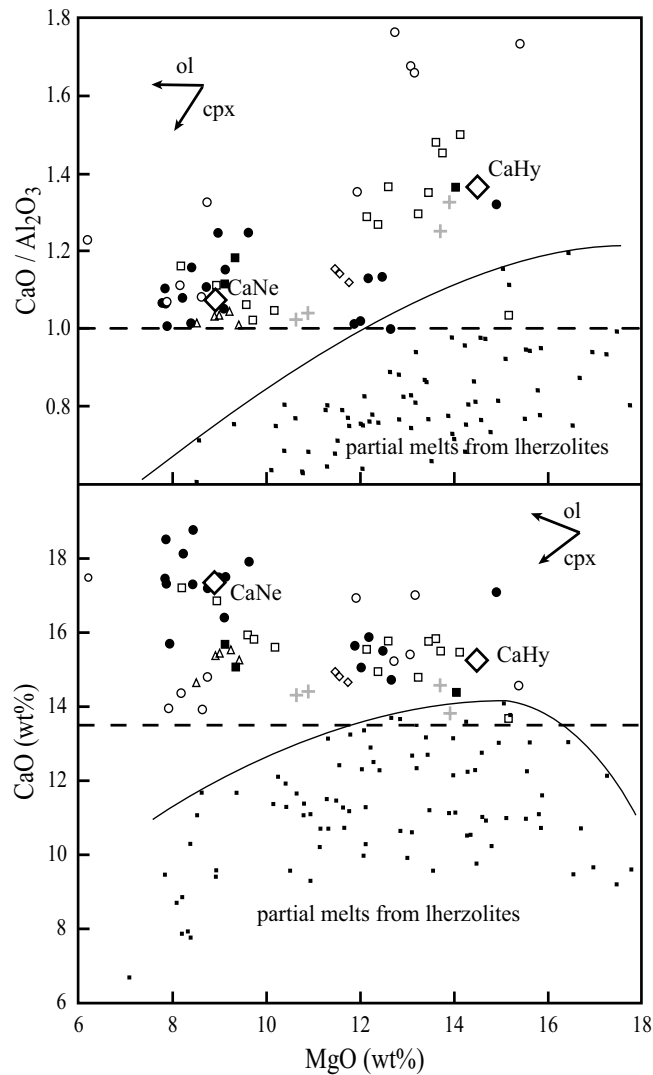 1.8
ol
cpx
1.6
1.4
CaHy
CaO / Al2O3
1.2
CaNe
1.0
0.8
partial melts from lherzolites
ol
cpx
18
CaNe
16
CaHy
14
CaO (wt%)
12
10
partial melts from lherzolites
8
6
6 8 10 12 14 16 18
MgO (wt%)